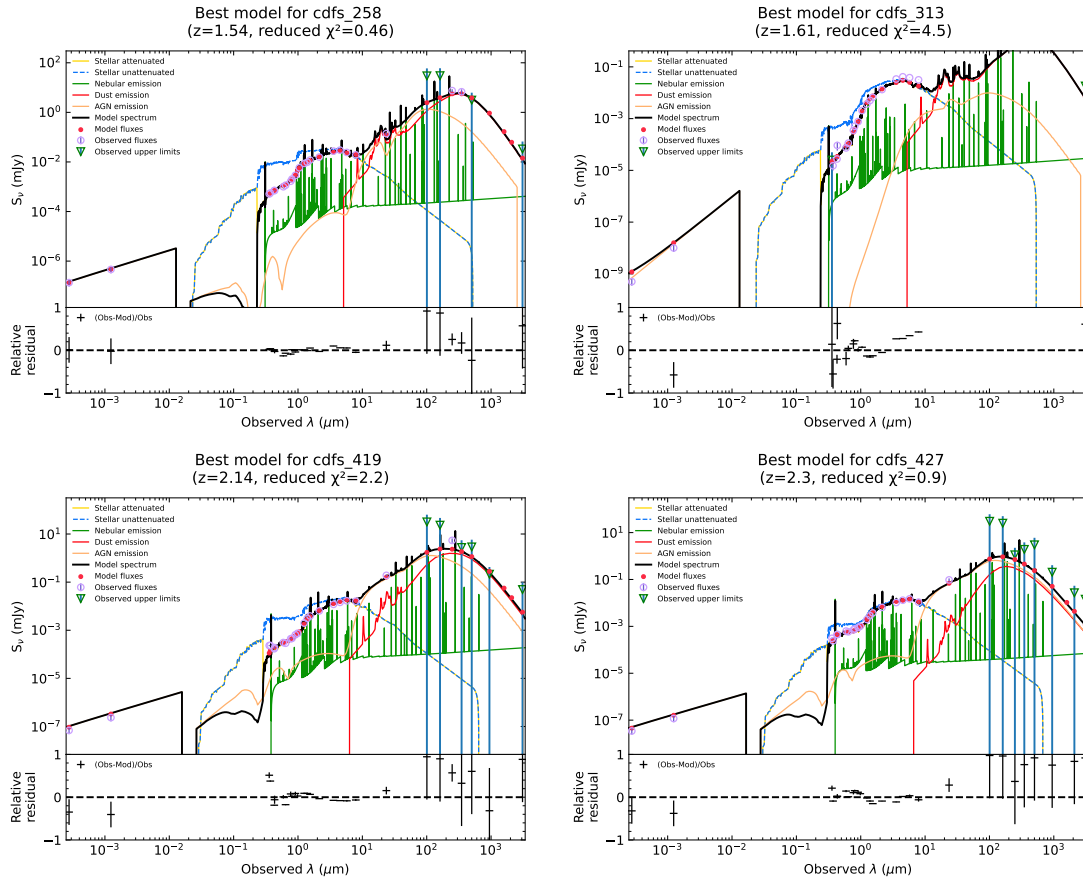 Best model for cdfs_258
(z=1.54, reduced χ²=0.46)
10²
10⁰
10⁻²
10⁻⁴
10⁻⁶
S_ν (mJy)
Stellar attenuated
Stellar unattenuated
Nebular emission
Dust emission
AGN emission
Model spectrum
Model fluxes
Observed fluxes
Observed upper limits
1
0
−1
Relative
residual
(Obs-Mod)/Obs
10⁻³ 10⁻² 10⁻¹ 10⁰ 10¹ 10² 10³
Observed λ (μm)
Best model for cdfs_313
(z=1.61, reduced χ²=4.5)
10⁻¹
10⁻³
10⁻⁵
10⁻⁷
10⁻⁹
S_ν (mJy)
Stellar attenuated
Stellar unattenuated
Nebular emission
Dust emission
AGN emission
Model spectrum
Model fluxes
Observed fluxes
Observed upper limits
1
0
−1
Relative
residual
(Obs-Mod)/Obs
10⁻³ 10⁻² 10⁻¹ 10⁰ 10¹ 10² 10³
Observed λ (μm)
Best model for cdfs_419
(z=2.14, reduced χ²=2.2)
10¹
10⁻¹
10⁻³
10⁻⁵
10⁻⁷
S_ν (mJy)
Stellar attenuated
Stellar unattenuated
Nebular emission
Dust emission
AGN emission
Model spectrum
Model fluxes
Observed fluxes
Observed upper limits
1
0
−1
Relative
residual
(Obs-Mod)/Obs
10⁻³ 10⁻² 10⁻¹ 10⁰ 10¹ 10² 10³
Observed λ (μm)
Best model for cdfs_427
(z=2.3, reduced χ²=0.9)
10¹
10⁻¹
10⁻³
10⁻⁵
10⁻⁷
S_ν (mJy)
Stellar attenuated
Stellar unattenuated
Nebular emission
Dust emission
AGN emission
Model spectrum
Model fluxes
Observed fluxes
Observed upper limits
1
0
−1
Relative
residual
(Obs-Mod)/Obs
10⁻³ 10⁻² 10⁻¹ 10⁰ 10¹ 10² 10³
Observed λ (μm)